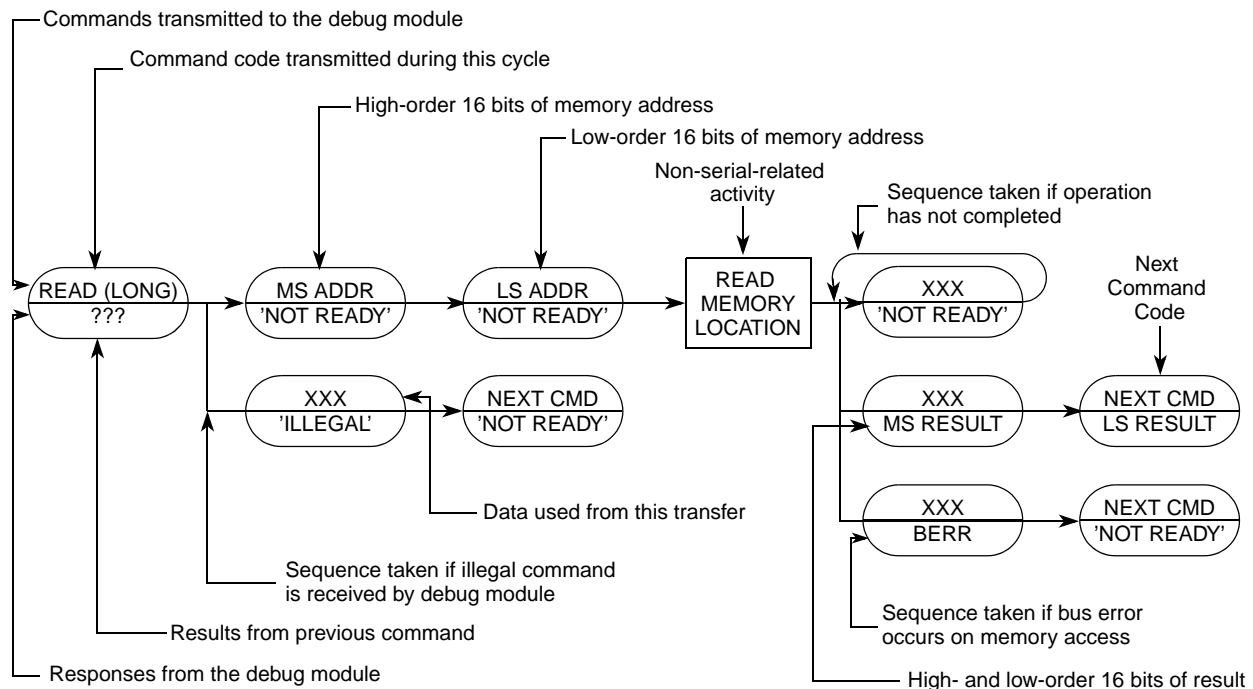 Commands transmitted to the debug module
Command code transmitted during this cycle
High-order 16 bits of memory address
Low-order 16 bits of memory address
Non-serial-related
activity
Sequence taken if operation
has not completed
Next
Command
Code
READ (LONG)
???
MS ADDR
'NOT READY'
LS ADDR
'NOT READY'
READ
MEMORY
LOCATION
XXX
'NOT READY'
XXX
'ILLEGAL'
NEXT CMD
'NOT READY'
XXX
MS RESULT
NEXT CMD
LS RESULT
XXX
BERR
NEXT CMD
'NOT READY'
Data used from this transfer
Sequence taken if illegal command
is received by debug module
Results from previous command
Responses from the debug module
Sequence taken if bus error
occurs on memory access
High- and low-order 16 bits of result